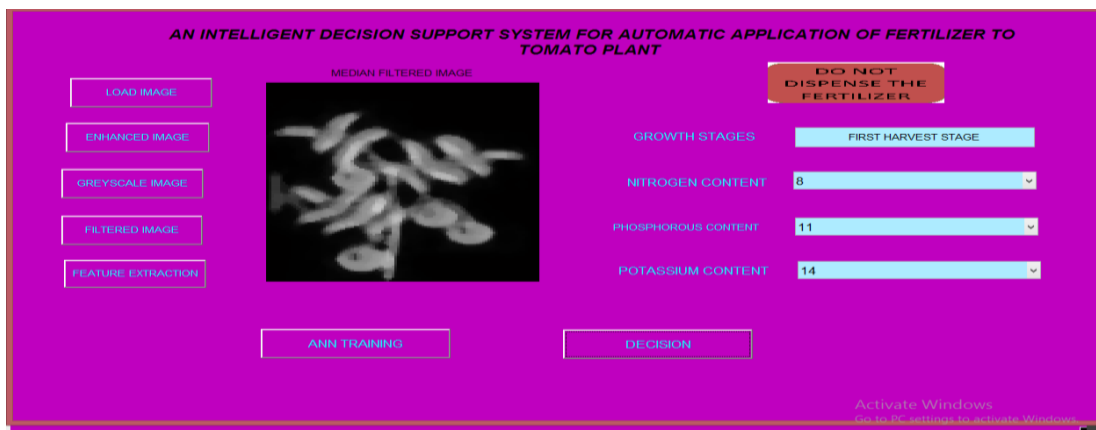 AN INTELLIGENT DECISION SUPPORT SYSTEM FOR AUTOMATIC APPLICATION OF FERTILIZER TO
TOMATO PLANT
LOAD IMAGE
ENHANCED IMAGE
GREYSCALE IMAGE
FILTERED IMAGE
FEATURE EXTRACTION
MEDIAN FILTERED IMAGE
DO NOT
DISPENSE THE
FERTILIZER
GROWTH STAGES
FIRST HARVEST STAGE
NITROGEN CONTENT
8
PHOSPHOROUS CONTENT
11
POTASSIUM CONTENT
14
ANN TRAINING
DECISION
Activate Windows
Go to PC settings to activate Windows.